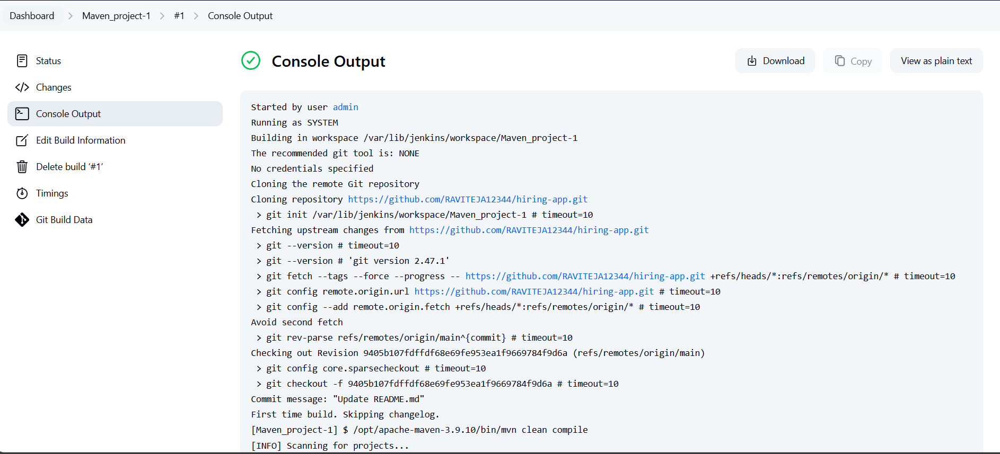 Dashboard > Maven_project-1 > #1 > Console Output
Status
Changes
Console Output
Edit Build Information
Delete build ‘#1’
Timings
Git Build Data
Console Output
Download
Copy
View as plain text
Started by user admin
Running as SYSTEM
Building in workspace /var/lib/jenkins/workspace/Maven_project-1
The recommended git tool is: NONE
No credentials specified
Cloning the remote Git repository
Cloning repository https://github.com/RAVITEJA12344/hiring-app.git
 > git init /var/lib/jenkins/workspace/Maven_project-1 # timeout=10
Fetching upstream changes from https://github.com/RAVITEJA12344/hiring-app.git
 > git --version # timeout=10
 > git --version # 'git version 2.47.1'
 > git fetch --tags --force --progress -- https://github.com/RAVITEJA12344/hiring-app.git +refs/heads/*:refs/remotes/origin/* # timeout=10
 > git config remote.origin.url https://github.com/RAVITEJA12344/hiring-app.git # timeout=10
 > git config --add remote.origin.fetch +refs/heads/*:refs/remotes/origin/* # timeout=10
Avoid second fetch
 > git rev-parse refs/remotes/origin/main^{commit} # timeout=10
Checking out Revision 9405b107fdffdf68e69fe953ea1f9669784f9d6a (refs/remotes/origin/main)
 > git config core.sparsecheckout # timeout=10
 > git checkout -f 9405b107fdffdf68e69fe953ea1f9669784f9d6a # timeout=10
Commit message: "Update README.md"
First time build. Skipping changelog.
[Maven_project-1] $ /opt/apache-maven-3.9.10/bin/mvn clean compile
[INFO] Scanning for projects...